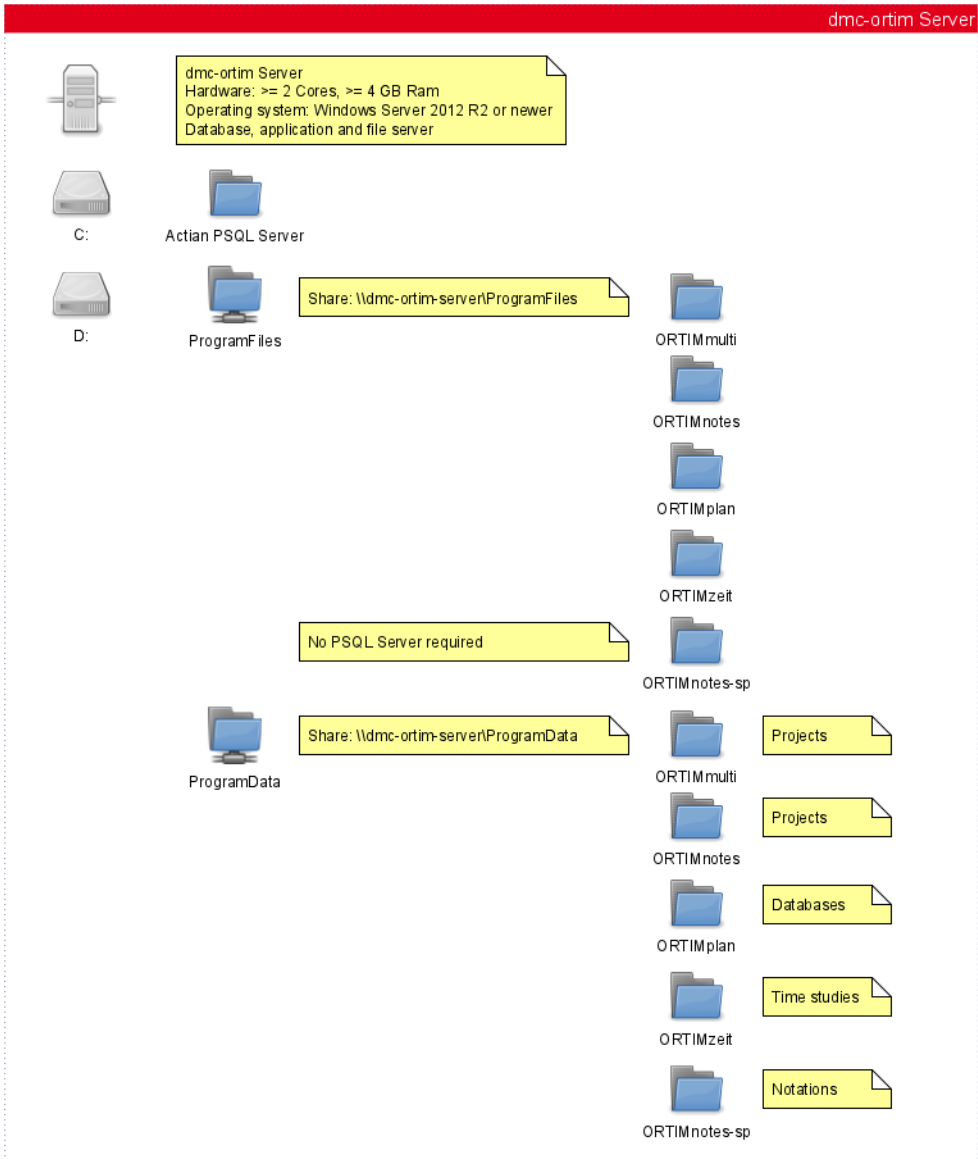 dmc-ortim Server
dmc-ortim Server
Hardware: >= 2 Cores, >= 4 GB Ram
Operating system: Windows Server 2012 R2 or newer
Database, application and file server
C:
Actian PSQL Server
D:
ProgramFiles
Share: \\dmc-ortim-server\ProgramFiles
ORTIMmulti
ORTIMnotes
ORTIMplan
ORTIMzeit
No PSQL Server required
ORTIMnotes-sp
ProgramData
Share: \\dmc-ortim-server\ProgramData
ORTIMmulti
Projects
ORTIMnotes
Projects
ORTIMplan
Databases
ORTIMzeit
Time studies
ORTIMnotes-sp
Notations